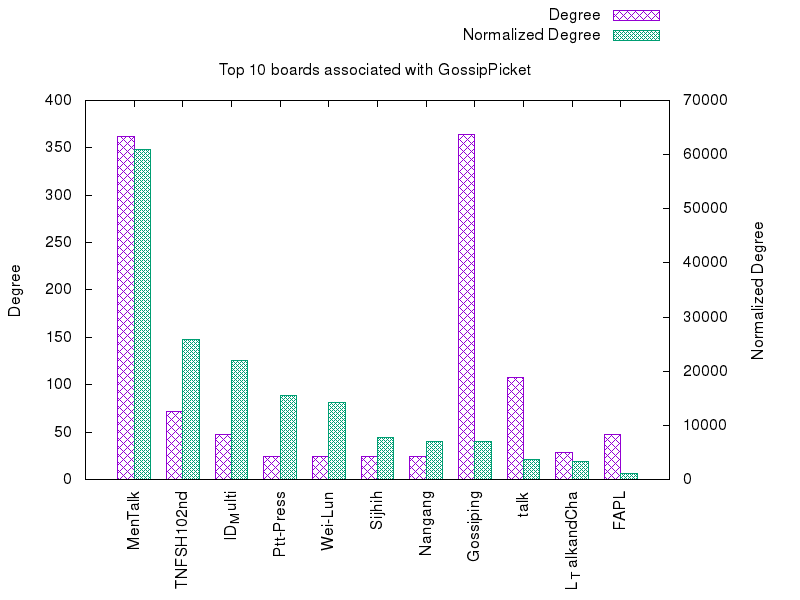 Degree
Normalized Degree
Top 10 boards associated with GossipPicket
400
350
300
250
200
150
100
50
0
70000
60000
50000
40000
30000
20000
10000
0
Degree
Normalized Degree
MenTalk
TNFSH102nd
IDMulti
Ptt-Press
Wei-Lun
Sijhih
Nangang
Gossiping
talk
LTalkandCha
FAPL